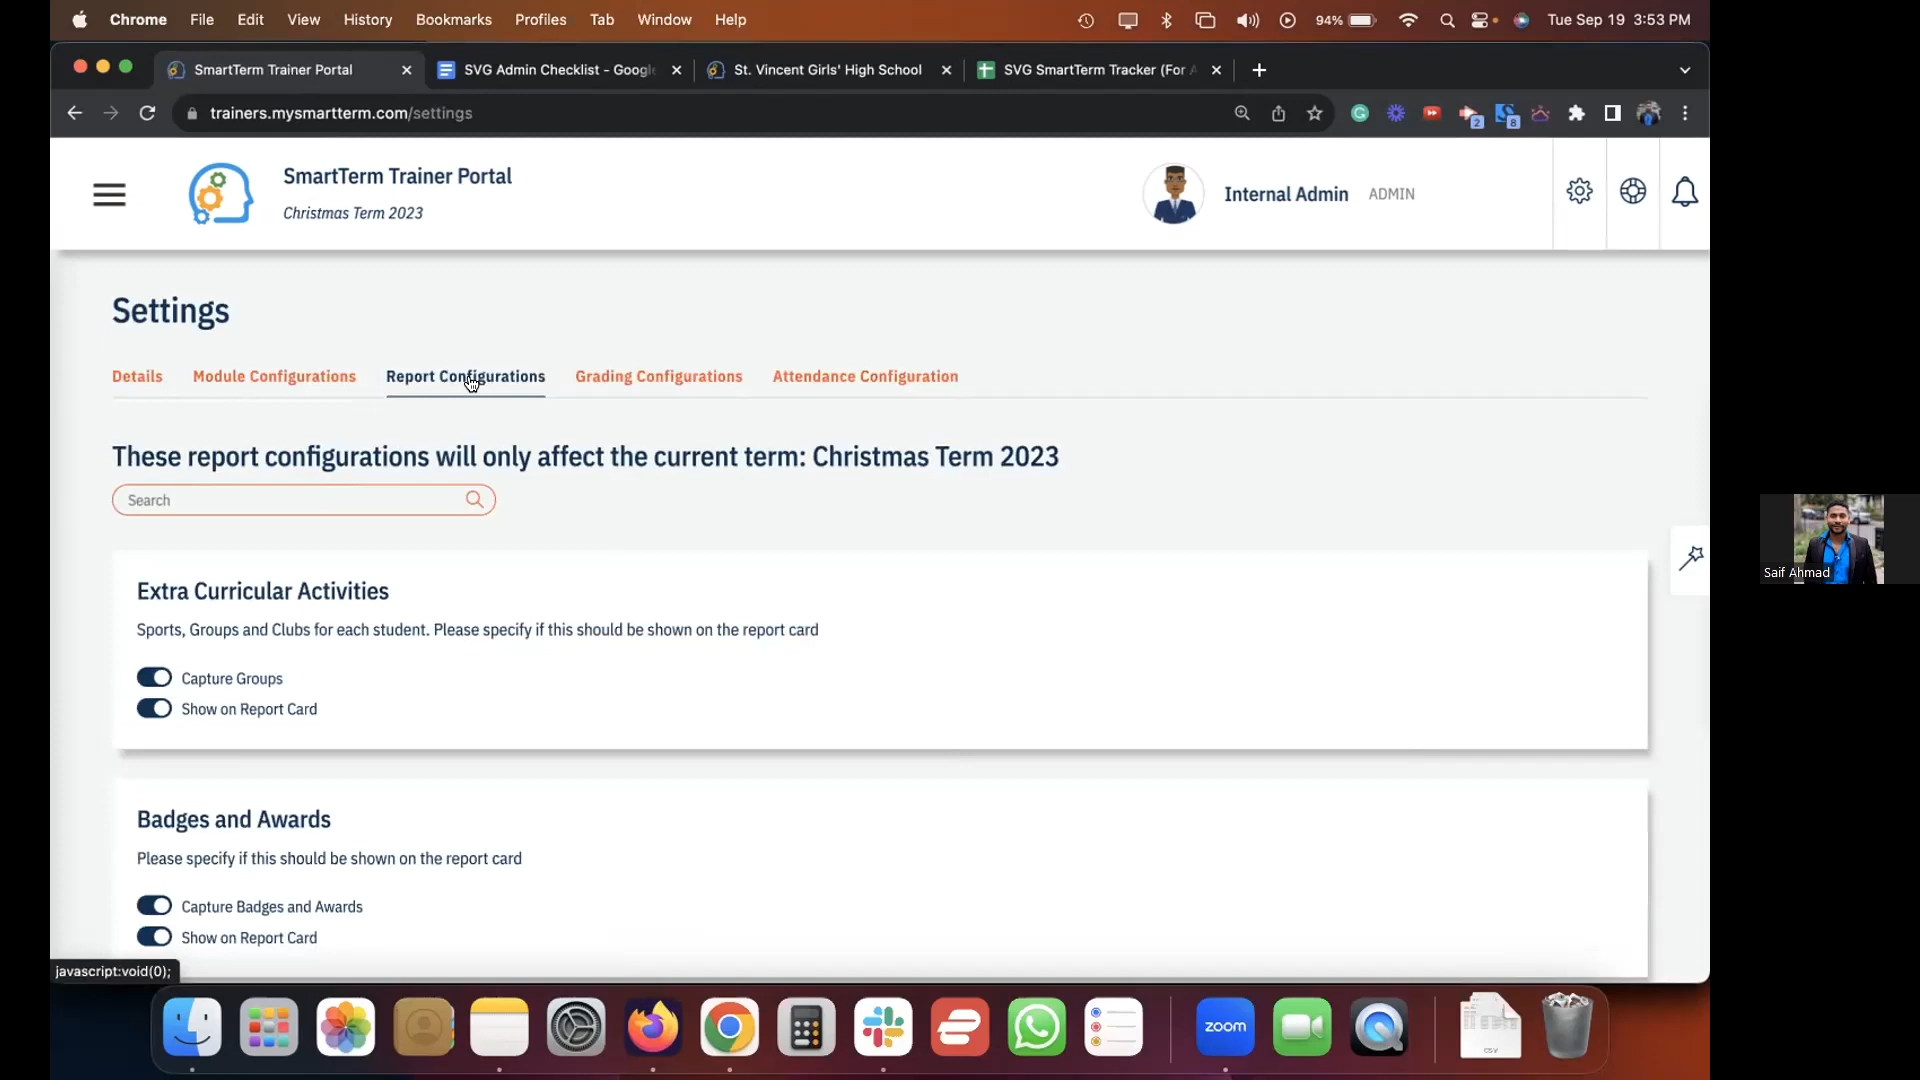 Chrome File Edit View History Bookmarks Profiles Tab Window Help 94% Tue Sep 19 3:53 PM
SmartTerm Trainer Portal SVG Admin Checklist - Googl St. Vincent Girls' High School SVG SmartTerm Tracker (For A
trainers.mysmartterm.com/settings
2 8
SmartTerm Trainer Portal
Christmas Term 2023
Internal Admin ADMIN
Settings
Details Module Configurations Report Configurations Grading Configurations Attendance Configuration
These report configurations will only affect the current term: Christmas Term 2023
Search
Extra Curricular Activities
Sports, Groups and Clubs for each student. Please specify if this should be shown on the report card
Capture Groups
Show on Report Card
Saif Ahmad
Badges and Awards
Please specify if this should be shown on the report card
Capture Badges and Awards
Show on Report Card
javascript:void(0);
zoom
CSV